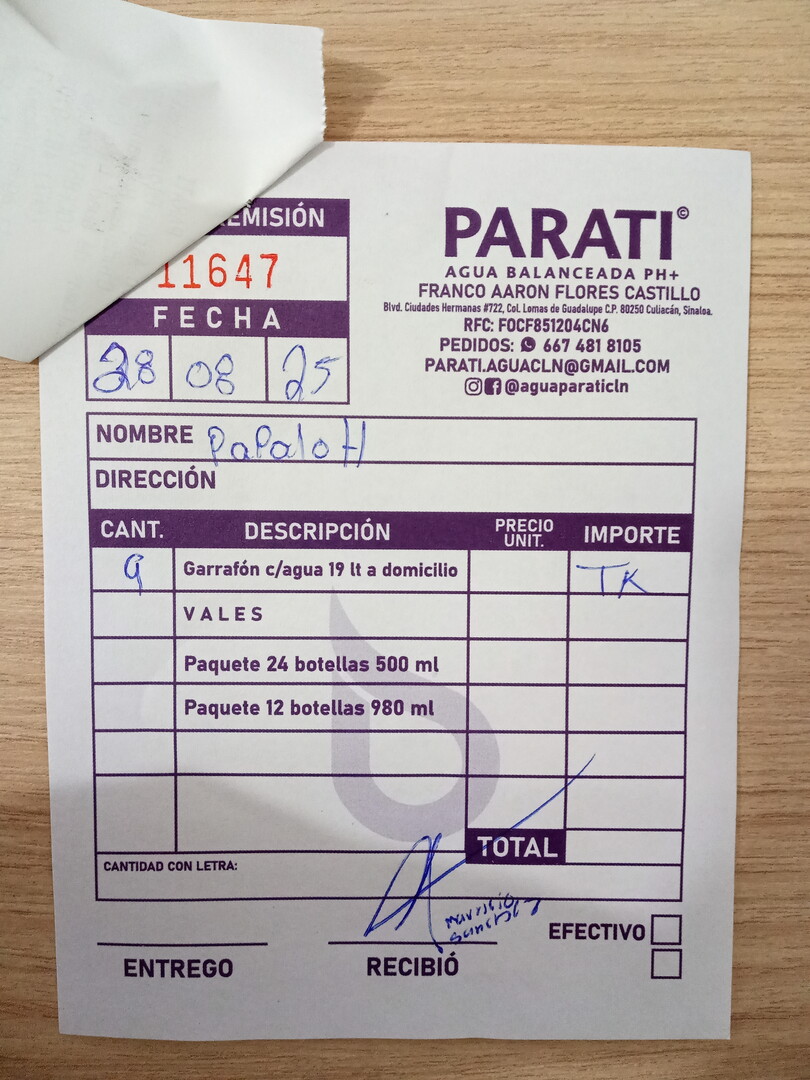 EMISIÓN
11647
FECHA
28 08 25
PARATI©
AGUA BALANCEADA PH+
FRANCO AARON FLORES CASTILLO
Blvd. Ciudades Hermanas #722, Col. Lomas de Guadalupe C.P. 80250 Culiacán, Sinaloa.
RFC: FOCF851204CN6
PEDIDOS: 667 481 8105
PARATI.AGUACLN@GMAIL.COM
@aguaparaticln
NOMBRE PaPaloH
DIRECCIÓN
CANT. DESCRIPCIÓN PRECIO UNIT. IMPORTE
9 Garrafón c/agua 19 lt a domicilio TK
VALES
Paquete 24 botellas 500 ml
Paquete 12 botellas 980 ml
TOTAL
CANTIDAD CON LETRA:
EFECTIVO
ENTREGO RECIBIÓ